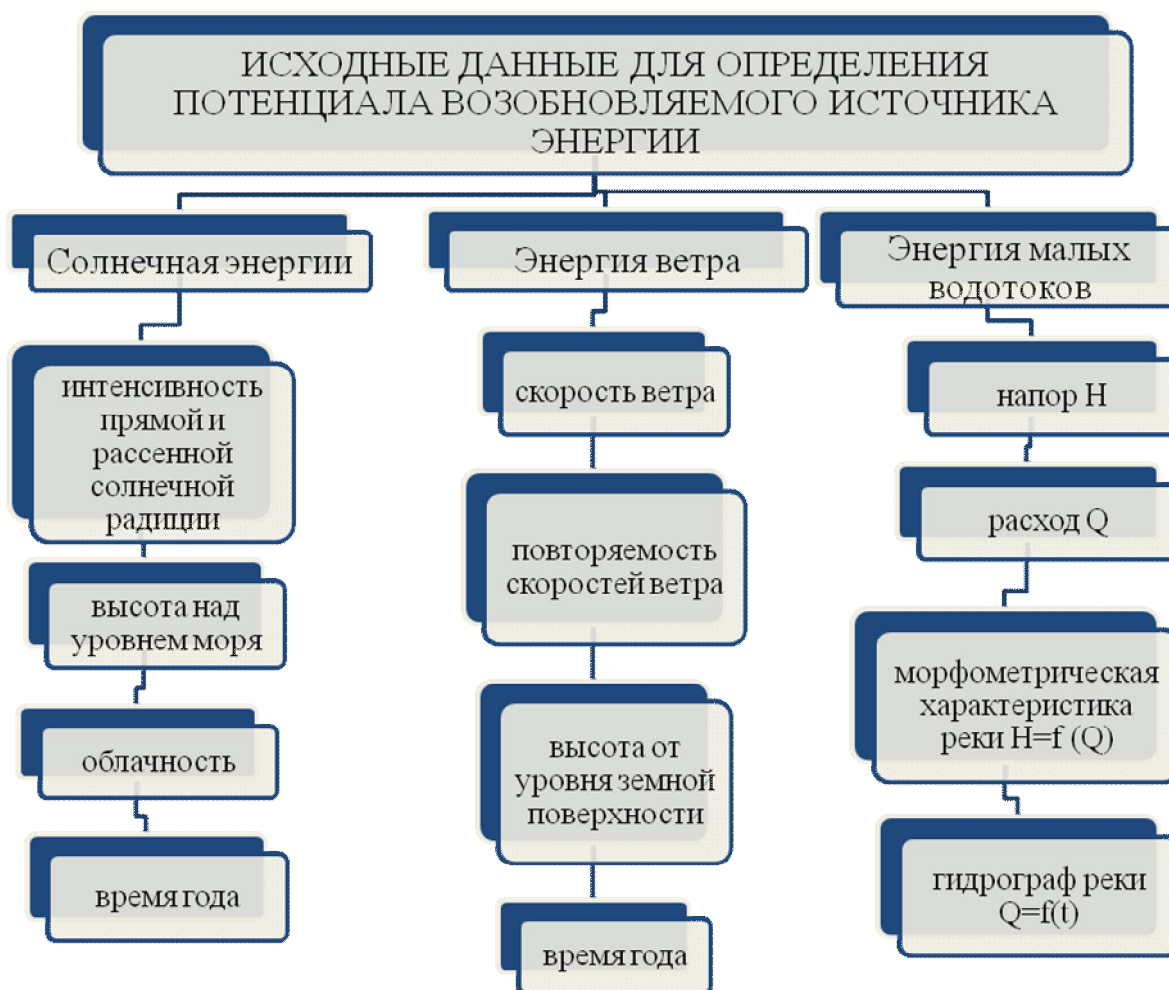 ИСХОДНЫЕ ДАННЫЕ ДЛЯ ОПРЕДЕЛЕНИЯ
ПОТЕНЦИАЛА ВОЗОБНОВЛЯЕМОГО ИСТОЧНИКА
ЭНЕРГИИ
Солнечная энергии
интенсивность
прямой и
рассенной
солнечной
радиции
высота над
уровнем моря
облачность
время года
Энергия ветра
скорость ветра
повторяемость
скоростей ветра
высота от
уровня земной
поверхности
время года
Энергия малых
водотоков
напор H
расход Q
морфометрическая
характеристика
реки H=f (Q)
гидрограф реки
Q=f(t)